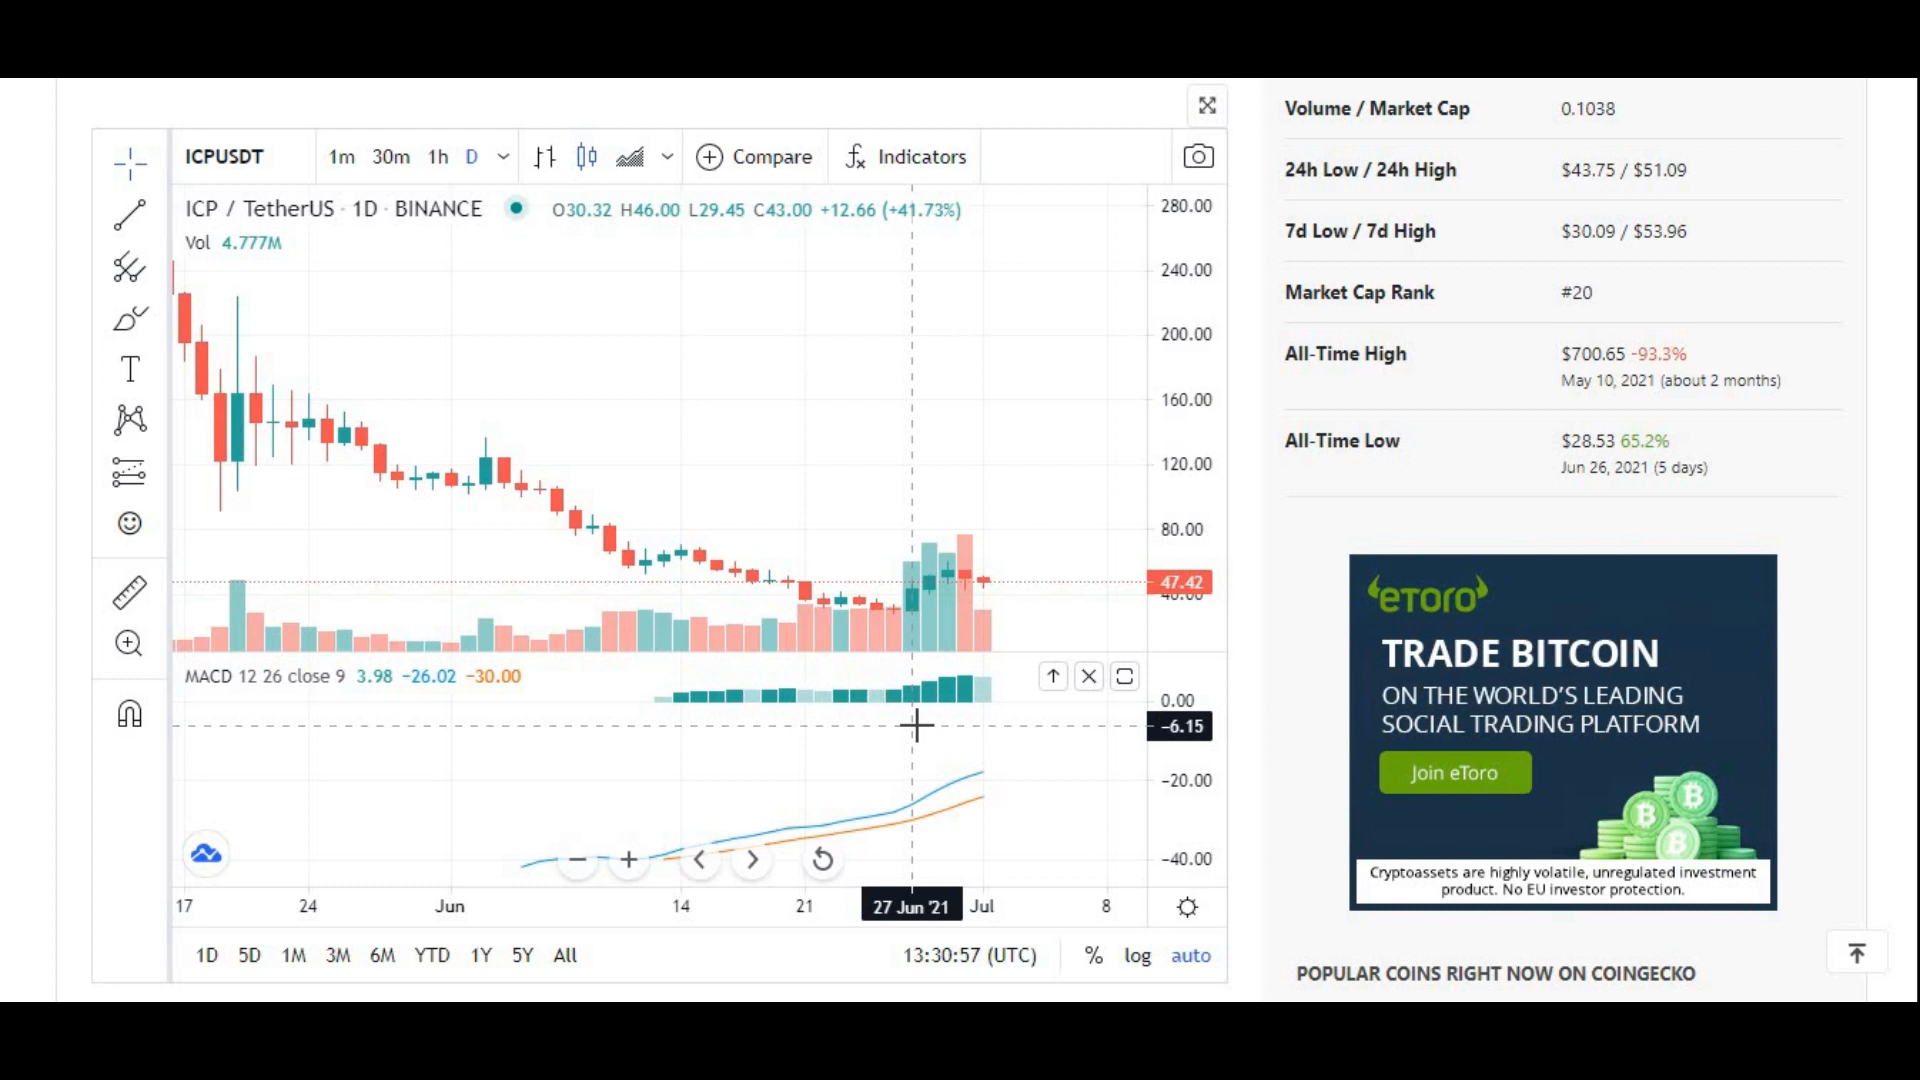 ICPUSDT 1m 30m 1h D Compare Indicators
ICP / TetherUS · 1D · BINANCE O30.32 H46.00 L29.45 C43.00 +12.66 (+41.73%)
Vol 4.777M
280.00
240.00
200.00
160.00
120.00
80.00
47.42
40.00
MACD 12 26 close 9 3.98 −26.02 −30.00
0.00
−6.15
−20.00
−40.00
17 24 Jun 14 21 27 Jun '21 Jul 8
1D 5D 1M 3M 6M YTD 1Y 5Y All 13:30:57 (UTC) % log auto
Volume / Market Cap 0.1038
24h Low / 24h High $43.75 / $51.09
7d Low / 7d High $30.09 / $53.96
Market Cap Rank #20
All-Time High $700.65 -93.3%
May 10, 2021 (about 2 months)
All-Time Low $28.53 65.2%
Jun 26, 2021 (5 days)
eToro
TRADE BITCOIN
ON THE WORLD'S LEADING
SOCIAL TRADING PLATFORM
Join eToro
Cryptoassets are highly volatile, unregulated investment
product. No EU investor protection.
POPULAR COINS RIGHT NOW ON COINGECKO